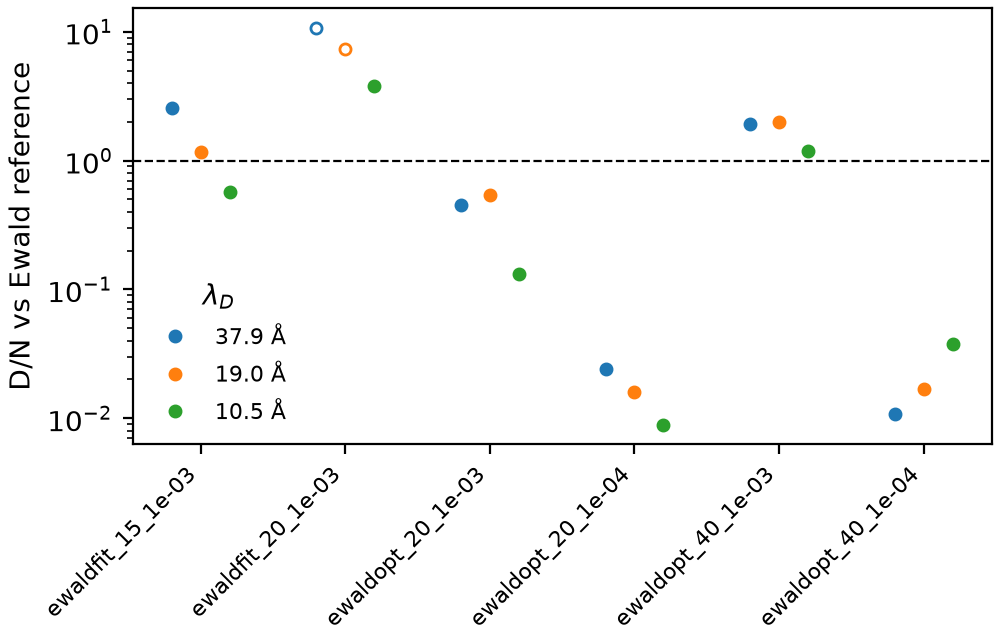 D/N vs Ewald reference
10¹
10⁰
10⁻¹
10⁻²
λ_D
37.9 Å
19.0 Å
10.5 Å
ewaldfit_15_1e-03
ewaldfit_20_1e-03
ewaldopt_20_1e-03
ewaldopt_20_1e-04
ewaldopt_40_1e-03
ewaldopt_40_1e-04